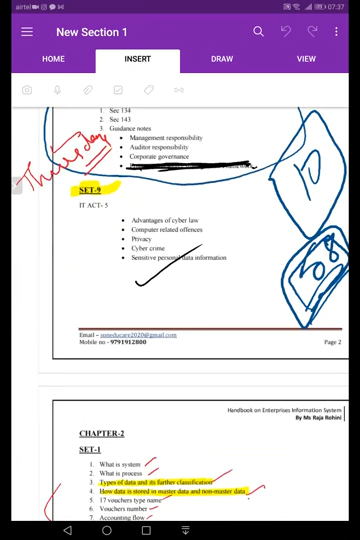 airtel 07:37
New Section 1
HOME INSERT DRAW VIEW
1. Sec 134
2. Sec 143
3. Guidance notes
• Management responsibility
• Auditor responsibility
• Corporate governance
Thursday
10
SET-9
IT ACT- 5
• Advantages of cyber law
• Computer related offences
• Privacy
• Cyber crime
• Sensitive personal data information
58
Email – snneducare2020@gmail.com
Mobile no - 9791912800 Page 2
Handbook on Enterprises Information System
By Ms Raja Rohini
CHAPTER-2
SET-1
1. What is system
2. What is process
3. Types of data and its farther classification
4. How data is stored in master data and non-master data
5. 17 vouchers type name
6. Vouchers number
7. Accounting flow